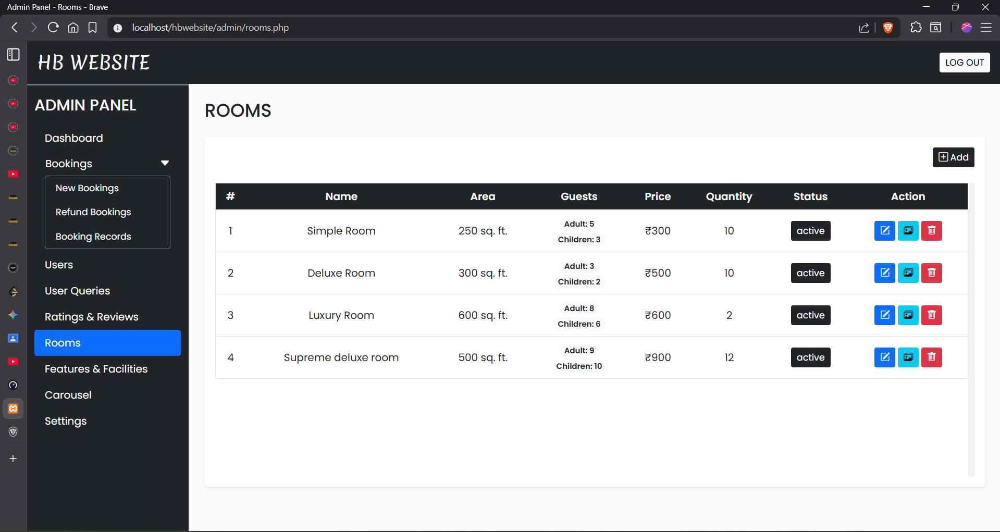 Admin Panel - Rooms - Brave
localhost/hbwebsite/admin/rooms.php
HB WEBSITE
LOG OUT
ADMIN PANEL
Dashboard
Bookings
New Bookings
Refund Bookings
Booking Records
Users
User Queries
Ratings & Reviews
Rooms
Features & Facilities
Carousel
Settings
ROOMS
Add
# Name Area Guests Price Quantity Status Action
1 Simple Room 250 sq. ft. Adult: 5 Children: 3 ₹300 10 active
2 Deluxe Room 300 sq. ft. Adult: 3 Children: 2 ₹500 10 active
3 Luxury Room 600 sq. ft. Adult: 8 Children: 6 ₹600 2 active
4 Supreme deluxe room 500 sq. ft. Adult: 9 Children: 10 ₹900 12 active